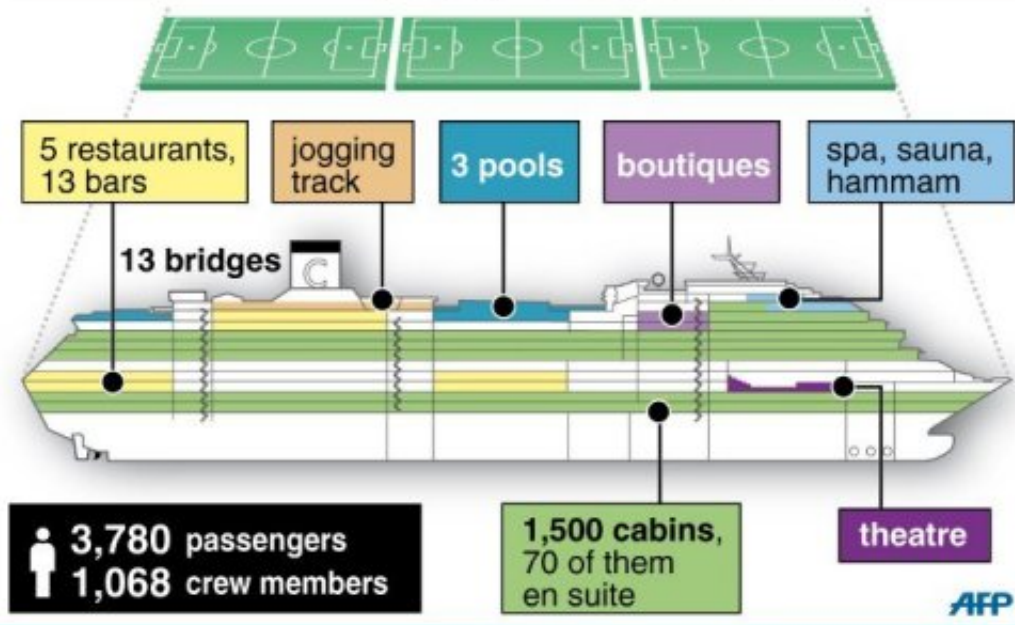 5 restaurants,
13 bars
jogging
track
3 pools
boutiques
spa, sauna,
hammam
13 bridges
C
3,780 passengers
1,068 crew members
1,500 cabins,
70 of them
en suite
theatre
AFP